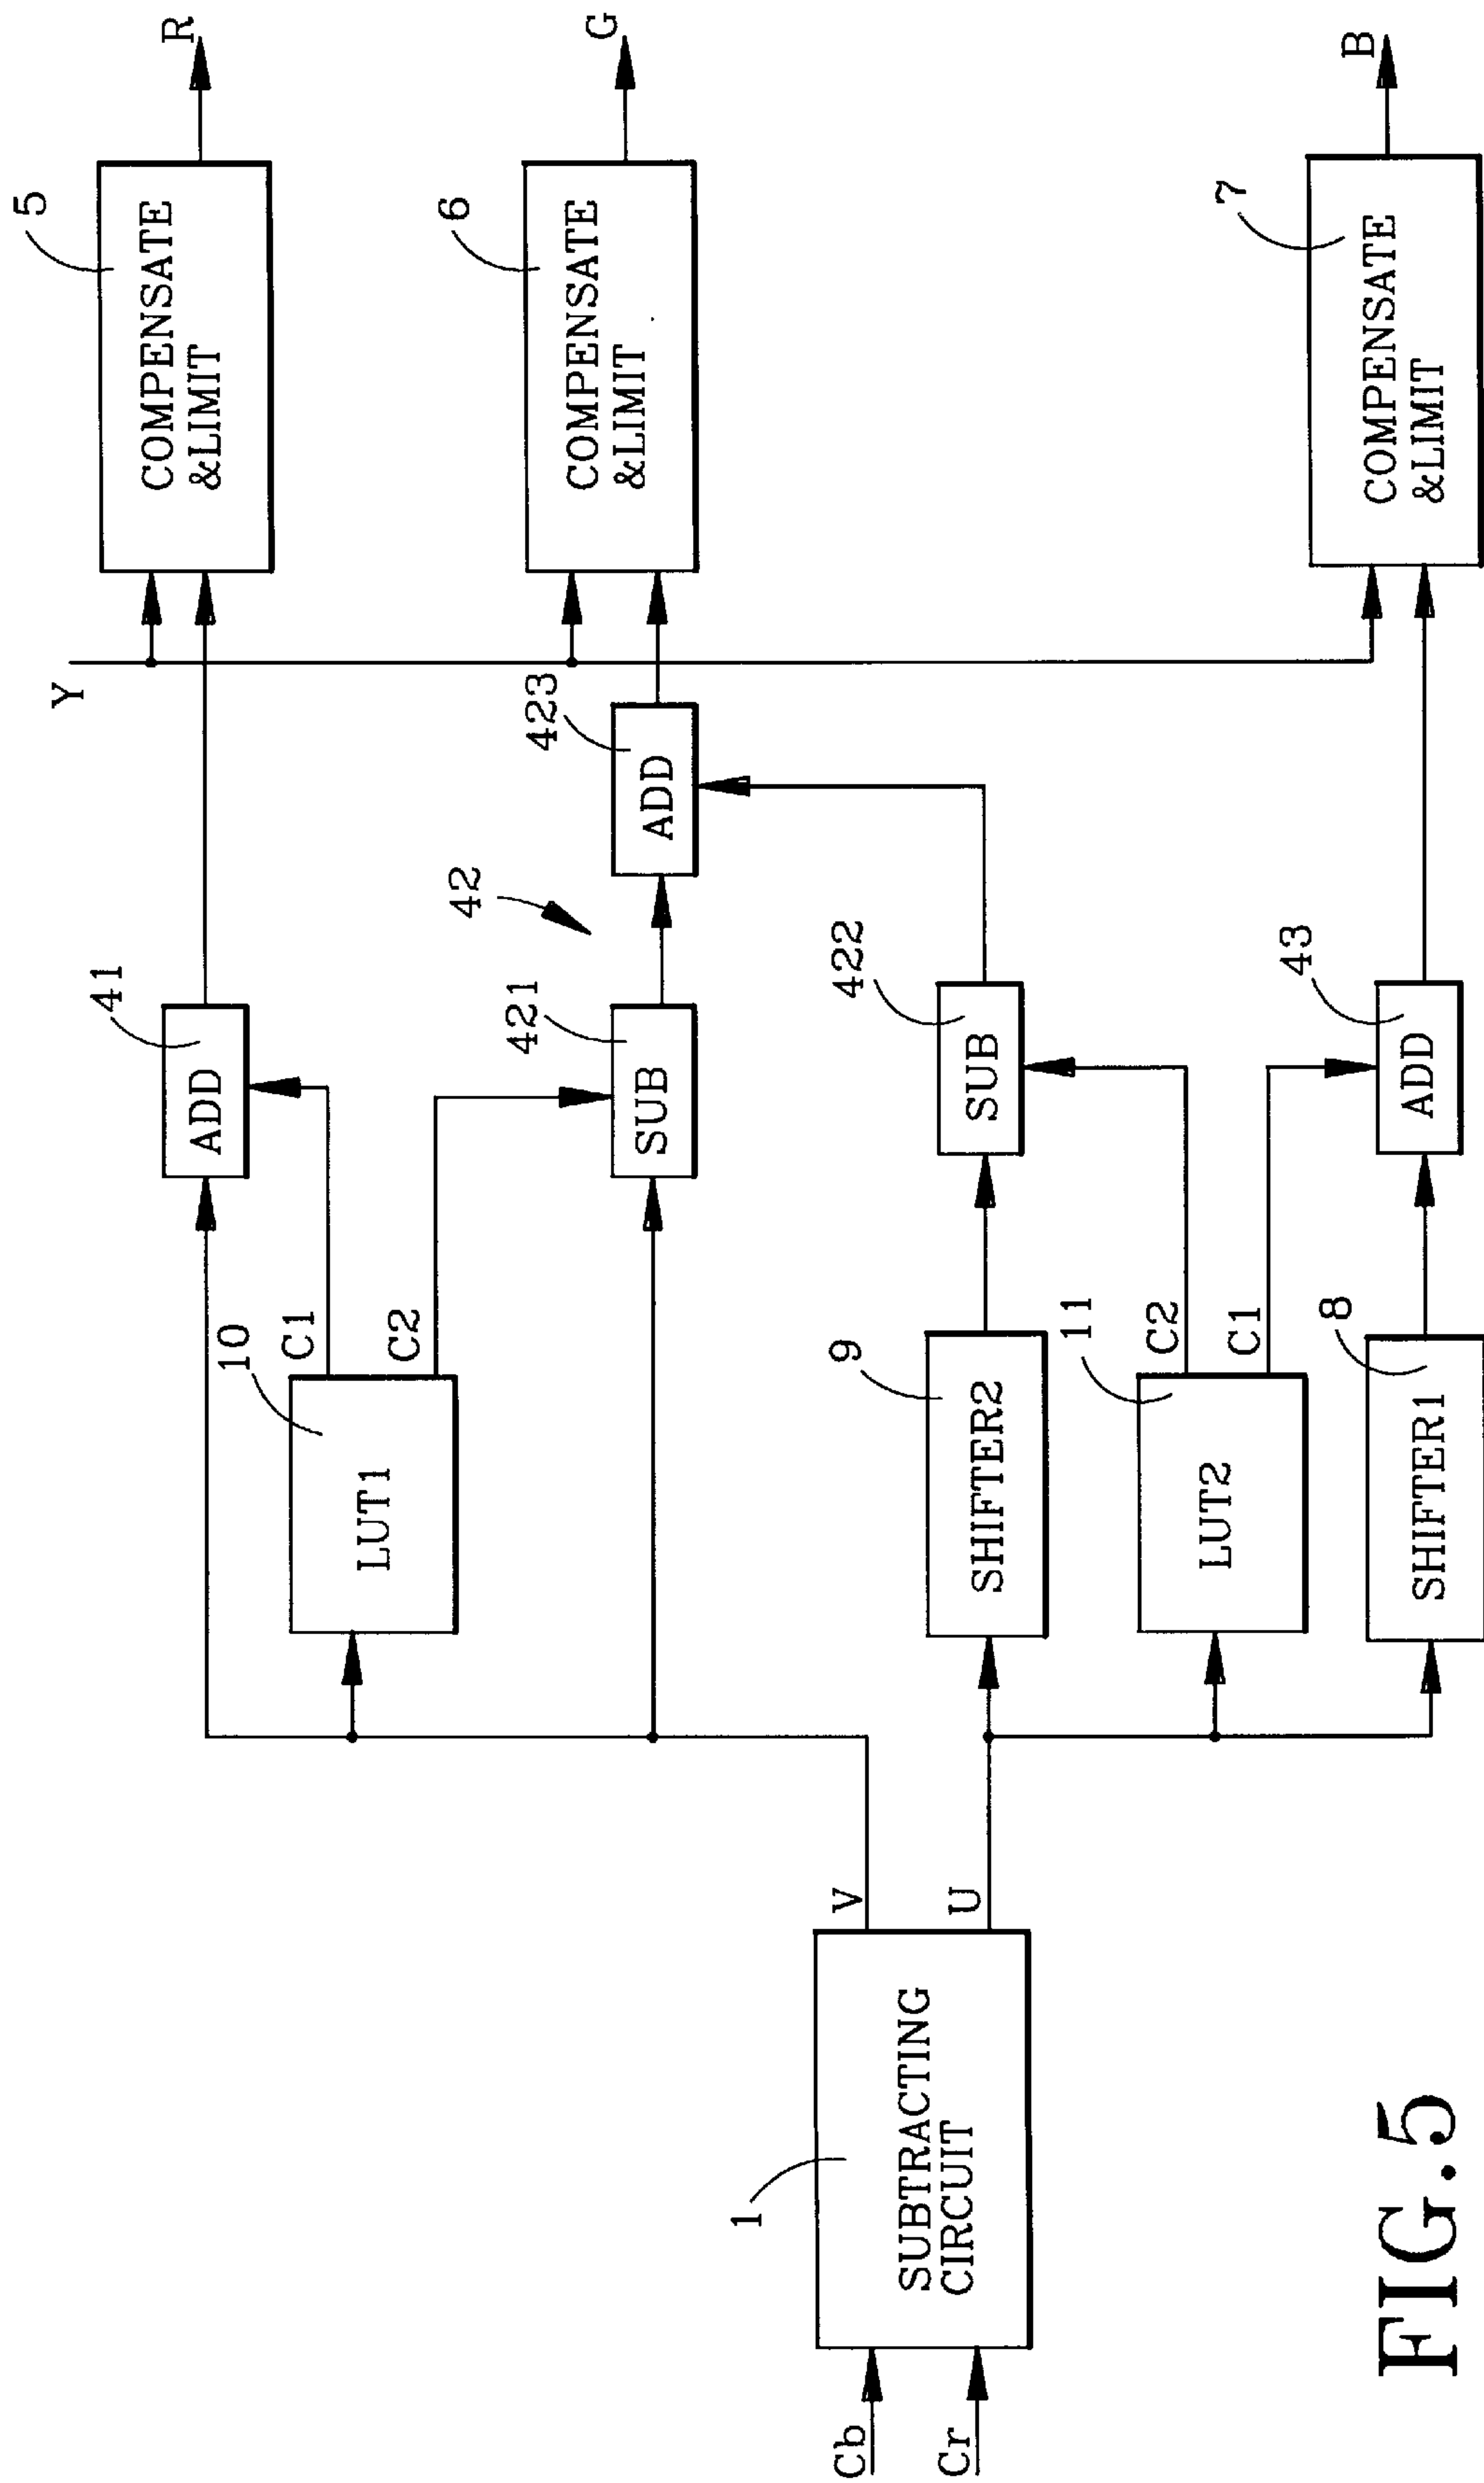 Cb
Cr
1
SUBTRACTING
CIRCUIT
V
U
10
LUT1
C1
C2
9
SHIFTER2
11
LUT2
C2
C1
8
SHIFTER1
41
ADD
421
SUB
42
422
SUB
43
ADD
423
ADD
Y
5
COMPENSATE
&LIMIT
R
6
COMPENSATE
&LIMIT
G
7
COMPENSATE
&LIMIT
B
FIG.5